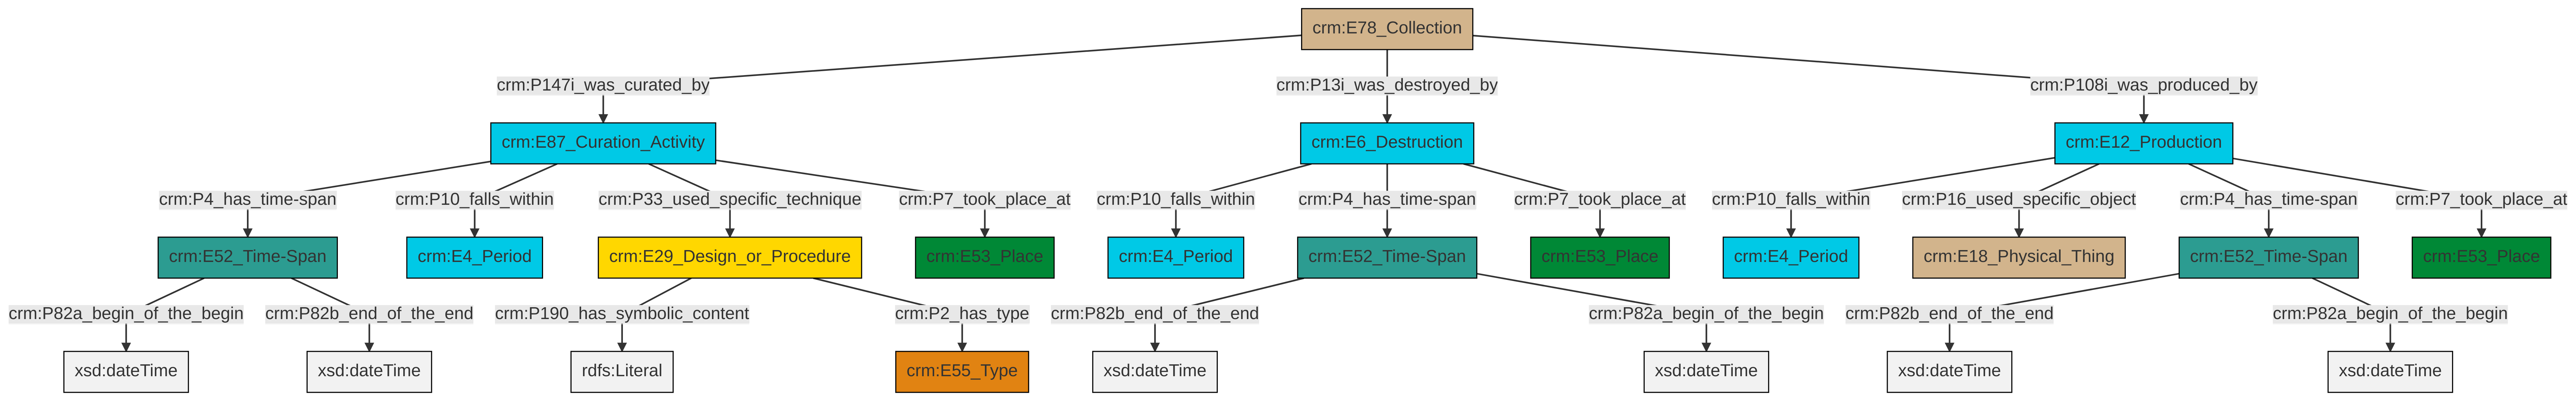 crm:E78_Collection
crm:P147i_was_curated_by
crm:P13i_was_destroyed_by
crm:P108i_was_produced_by
crm:E87_Curation_Activity
crm:E6_Destruction
crm:E12_Production
crm:P4_has_time-span
crm:P10_falls_within
crm:P33_used_specific_technique
crm:P7_took_place_at
crm:P10_falls_within
crm:P4_has_time-span
crm:P7_took_place_at
crm:P10_falls_within
crm:P16_used_specific_object
crm:P4_has_time-span
crm:P7_took_place_at
crm:E52_Time-Span
crm:E4_Period
crm:E29_Design_or_Procedure
crm:E53_Place
crm:E4_Period
crm:E52_Time-Span
crm:E53_Place
crm:E4_Period
crm:E18_Physical_Thing
crm:E52_Time-Span
crm:E53_Place
crm:P82a_begin_of_the_begin
crm:P82b_end_of_the_end
crm:P190_has_symbolic_content
crm:P2_has_type
crm:P82b_end_of_the_end
crm:P82a_begin_of_the_begin
crm:P82b_end_of_the_end
crm:P82a_begin_of_the_begin
xsd:dateTime
xsd:dateTime
rdfs:Literal
crm:E55_Type
xsd:dateTime
xsd:dateTime
xsd:dateTime
xsd:dateTime